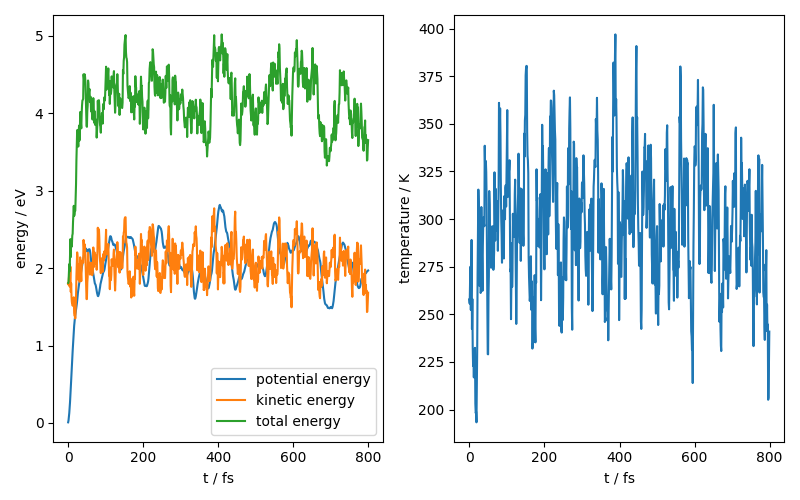 energy / eV
5
4
3
2
1
0
potential energy
kinetic energy
total energy
0 200 400 600 800
t / fs
temperature / K
400
375
350
325
300
275
250
225
200
0 200 400 600 800
t / fs